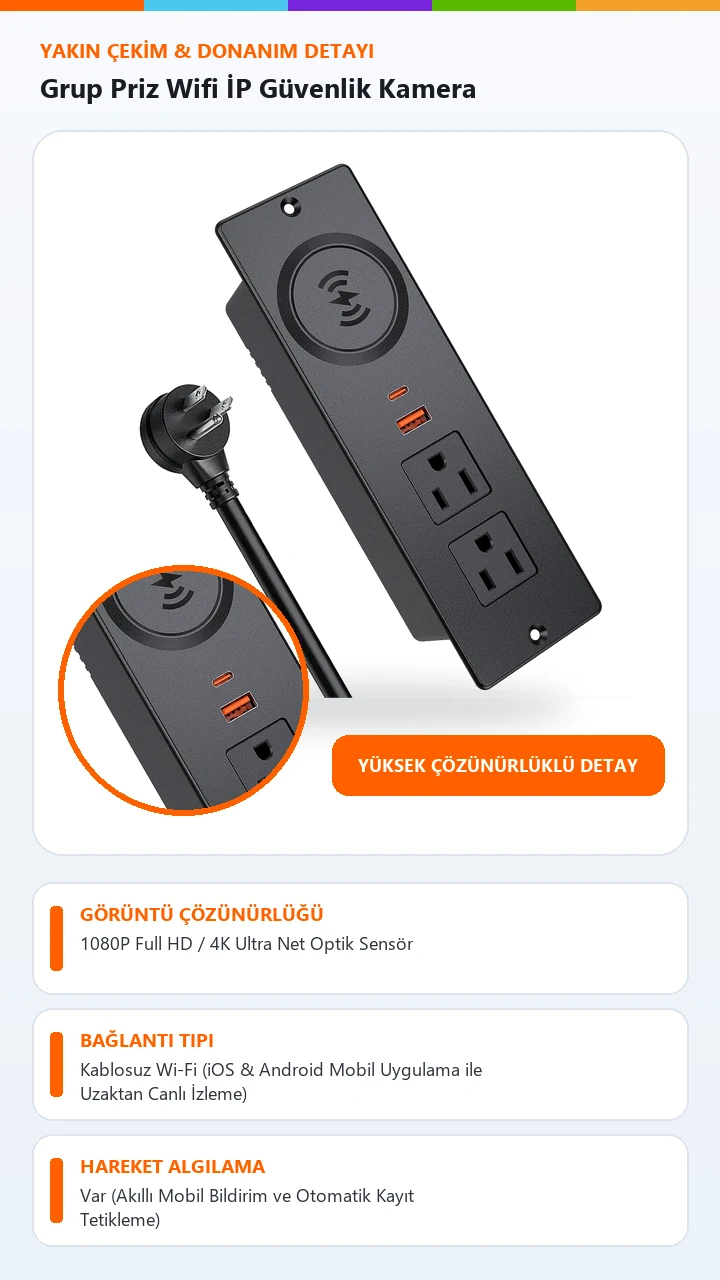 YAKIN ÇEKİM & DONANIM DETAYI
Grup Priz Wifi İP Güvenlik Kamera
YÜKSEK ÇÖZÜNÜRLÜKLÜ DETAY
GÖRÜNTÜ ÇÖZÜNÜRLÜĞÜ
1080P Full HD / 4K Ultra Net Optik Sensör
BAĞLANTI TIPI
Kablosuz Wi-Fi (iOS & Android Mobil Uygulama ile
Uzaktan Canlı İzleme)
HAREKET ALGILAMA
Var (Akıllı Mobil Bildirim ve Otomatik Kayıt
Tetikleme)